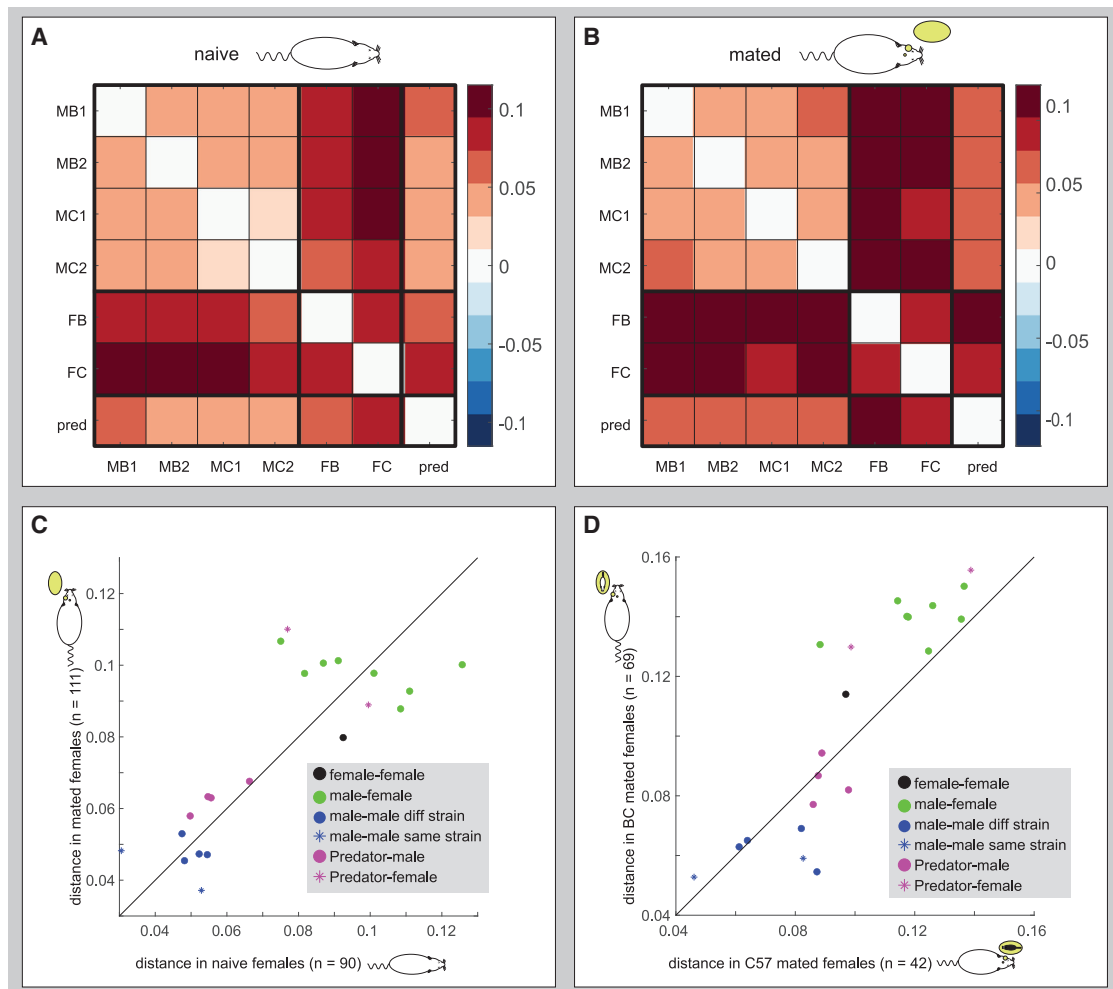 A
naive
MB1
MB2
MC1
MC2
FB
FC
pred
MB1 MB2 MC1 MC2 FB FC pred
0.1
0.05
0
-0.05
-0.1
B
mated
MB1
MB2
MC1
MC2
FB
FC
pred
MB1 MB2 MC1 MC2 FB FC pred
0.1
0.05
0
-0.05
-0.1
C
distance in mated females (n = 111)
0.12
0.1
0.08
0.06
0.04
female-female
male-female
male-male diff strain
male-male same strain
Predator-male
Predator-female
0.04 0.06 0.08 0.1 0.12
distance in naive females (n = 90)
D
distance in BC mated females (n = 69)
0.16
0.12
0.08
0.04
female-female
male-female
male-male diff strain
male-male same strain
Predator-male
Predator-female
0.04 0.08 0.12 0.16
distance in C57 mated females (n = 42)